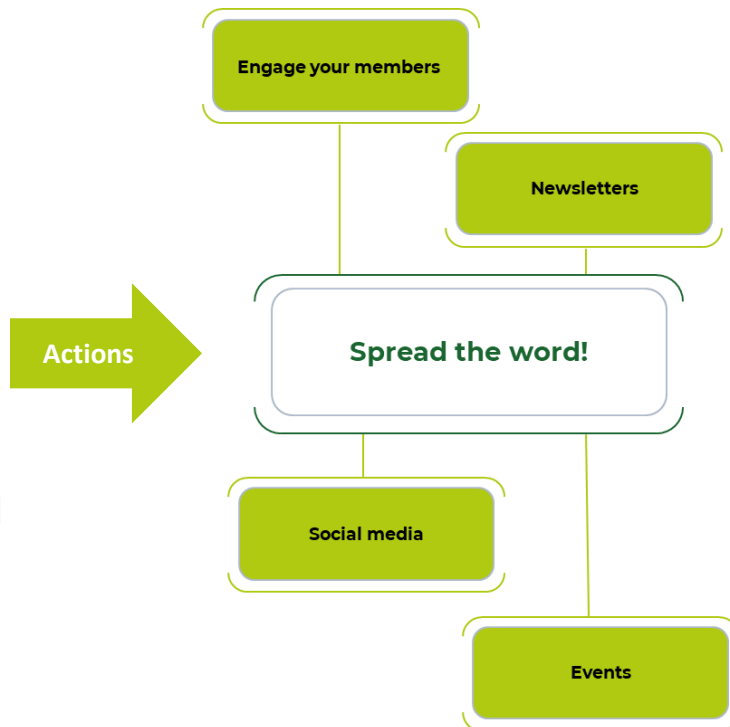 Engage your members
Newsletters
Actions
Spread the word!
Social media
Events